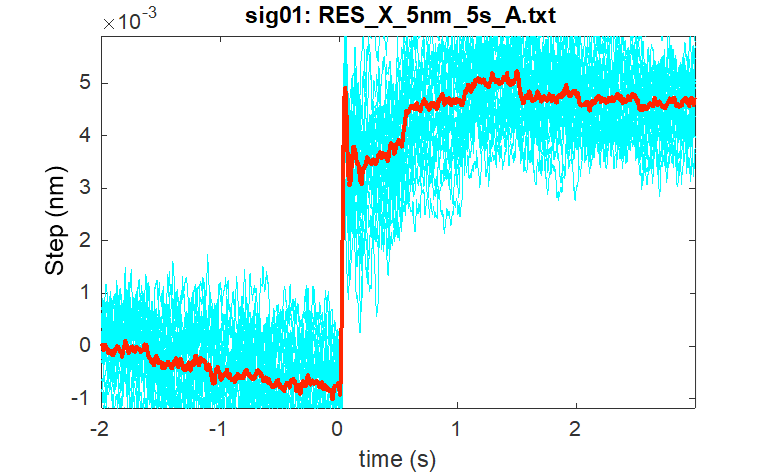 sig01: RES_X_5nm_5s_A.txt
×10⁻³
5
4
3
2
1
0
-1
Step (nm)
-2 -1 0 1 2
time (s)